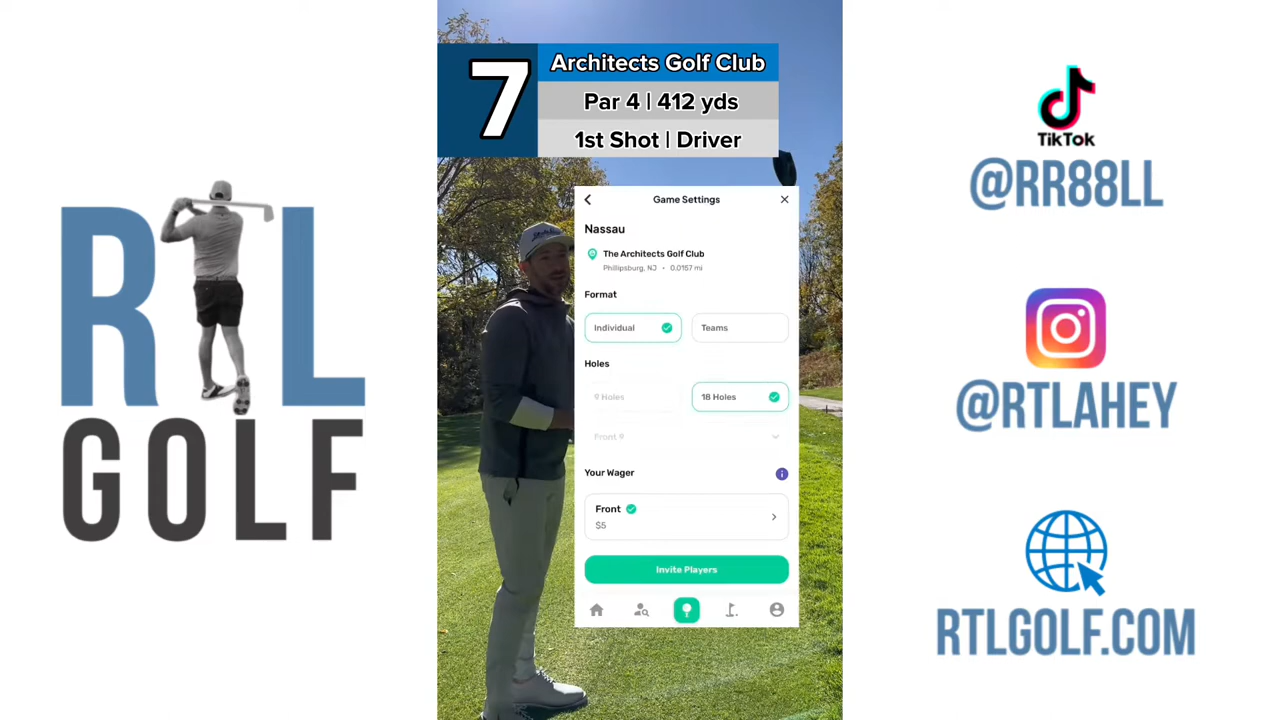 RTL
GOLF
7
Architects Golf Club
Par 4 | 412 yds
1st Shot | Driver
Game Settings
Nassau
The Architects Golf Club
Phillipsburg, NJ • 0.0157 mi
Format
Individual
Teams
Holes
9 Holes
18 Holes
Front 9
Your Wager
Front
$5
Invite Players
TikTok
@RR88LL
@RTLAHEY
RTLGOLF.COM